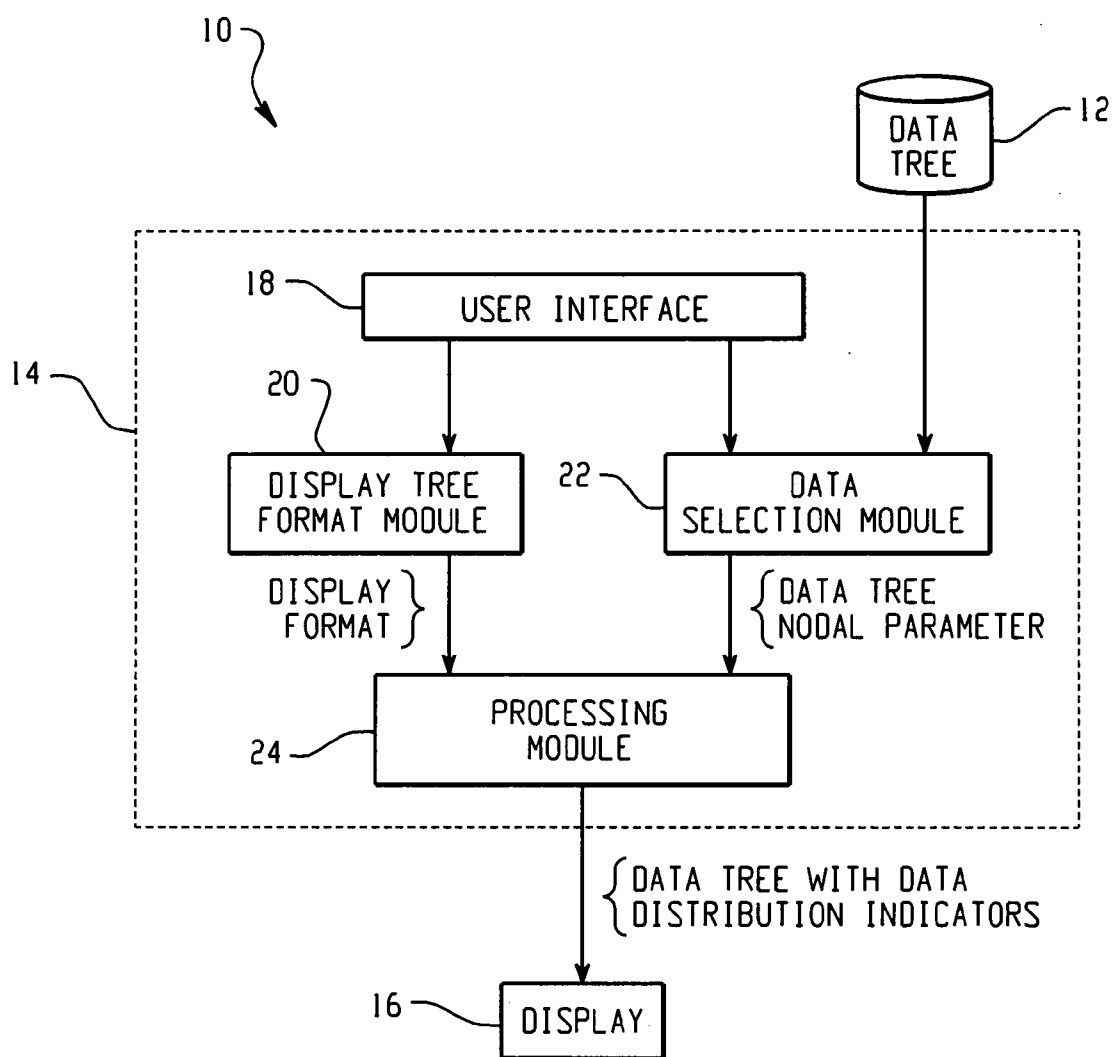 10
DATA
TREE
12
18
USER INTERFACE
14
20
DISPLAY TREE
FORMAT MODULE
22
DATA
SELECTION MODULE
DISPLAY
FORMAT
DATA TREE
NODAL PARAMETER
PROCESSING
MODULE
24
DATA TREE WITH DATA
DISTRIBUTION INDICATORS
16
DISPLAY